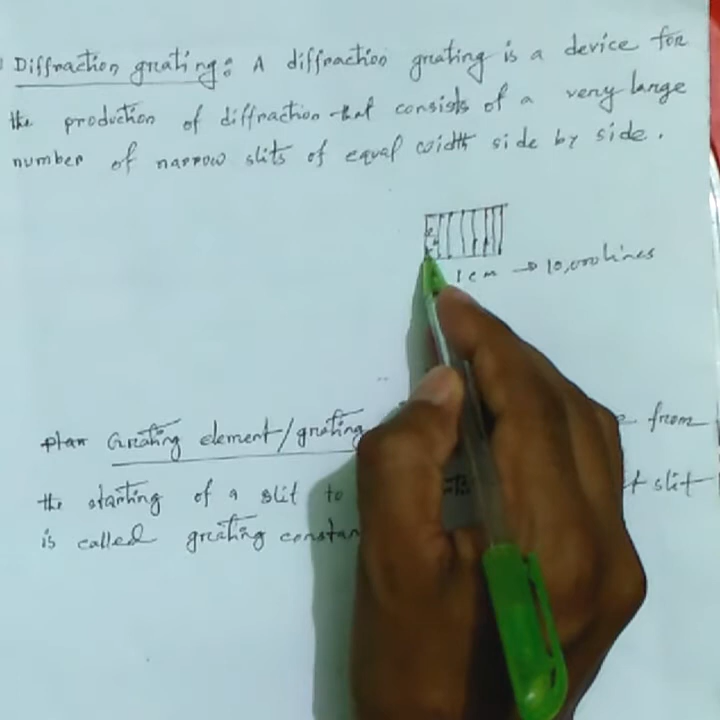 Diffraction grating: A diffraction grating is a device for
the production of diffraction that consists of a very large
number of narrow slits of equal width side by side.
1 cm → 10,000 lines
Grating element/grating from
the starting of a slit to slit
is called grating constan